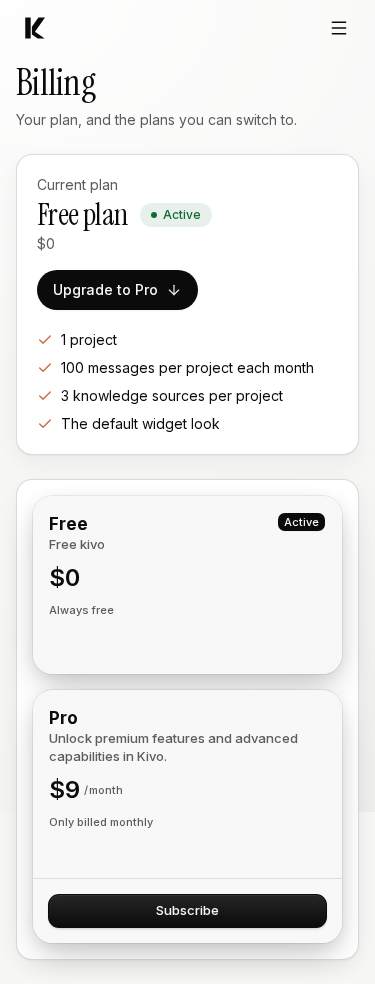 K
Billing
Your plan, and the plans you can switch to.
Current plan
Free plan
Active
$0
Upgrade to Pro
1 project
100 messages per project each month
3 knowledge sources per project
The default widget look
Free
Active
Free kivo
$0
Always free
Pro
Unlock premium features and advanced
capabilities in Kivo.
$9 /month
Only billed monthly
Subscribe